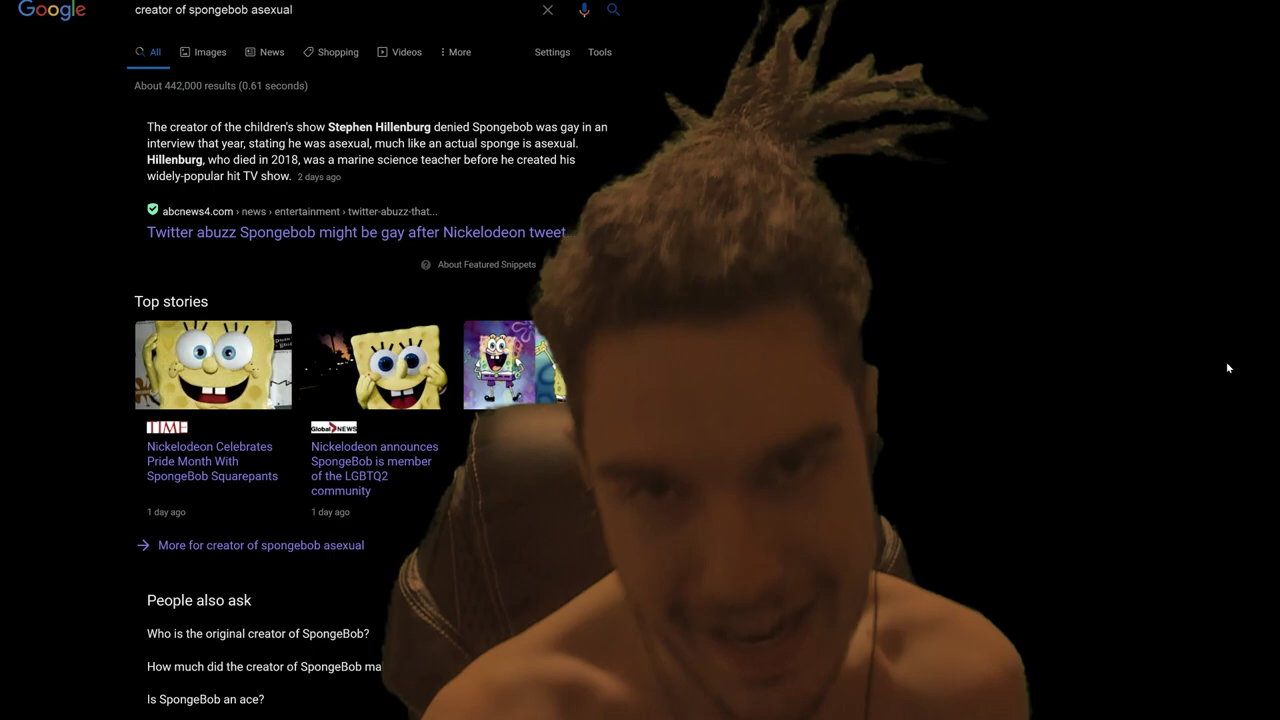 Google
creator of spongebob asexual
All Images News Shopping Videos More Settings Tools
About 442,000 results (0.61 seconds)
The creator of the children's show Stephen Hillenburg denied Spongebob was gay in an
interview that year, stating he was asexual, much like an actual sponge is asexual.
Hillenburg, who died in 2018, was a marine science teacher before he created his
widely-popular hit TV show. 2 days ago
abcnews4.com › news › entertainment › twitter-abuzz-that...
Twitter abuzz Spongebob might be gay after Nickelodeon tweet
About Featured Snippets
Top stories
TIME
Nickelodeon Celebrates
Pride Month With
SpongeBob Squarepants
1 day ago
Global NEWS
Nickelodeon announces
SpongeBob is member
of the LGBTQ2
community
1 day ago
More for creator of spongebob asexual
People also ask
Who is the original creator of SpongeBob?
How much did the creator of SpongeBob ma
Is SpongeBob an ace?